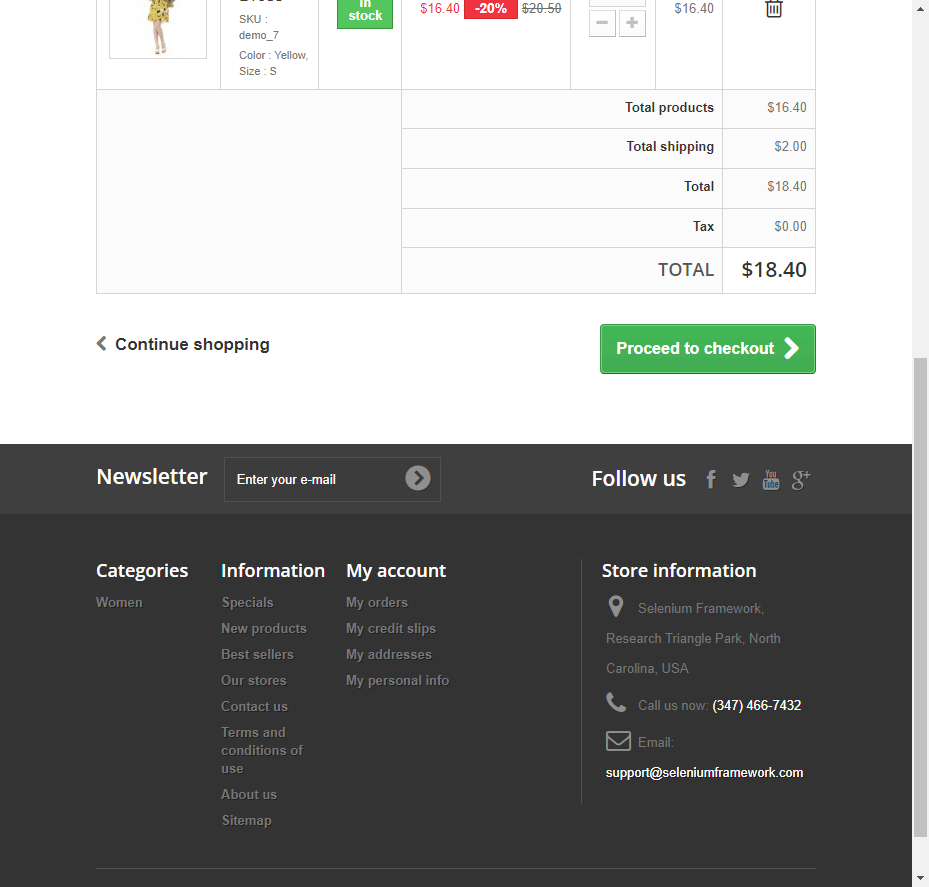 In
stock
$16.40
-20%
$20.50
$16.40
SKU :
demo_7
Color : Yellow,
Size : S
Total products $16.40
Total shipping $2.00
Total $18.40
Tax $0.00
TOTAL $18.40
Continue shopping
Proceed to checkout
Newsletter
Enter your e-mail
Follow us
You
Tube
g+
Categories
Women
Information
Specials
New products
Best sellers
Our stores
Contact us
Terms and
conditions of
use
About us
Sitemap
My account
My orders
My credit slips
My addresses
My personal info
Store information
Selenium Framework,
Research Triangle Park, North
Carolina, USA
Call us now: (347) 466-7432
Email:
support@seleniumframework.com